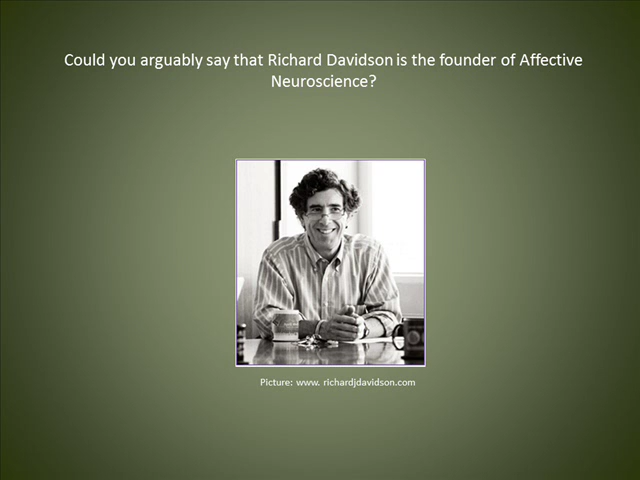 Could you arguably say that Richard Davidson is the founder of Affective
Neuroscience?
Picture: www. richardjdavidson.com